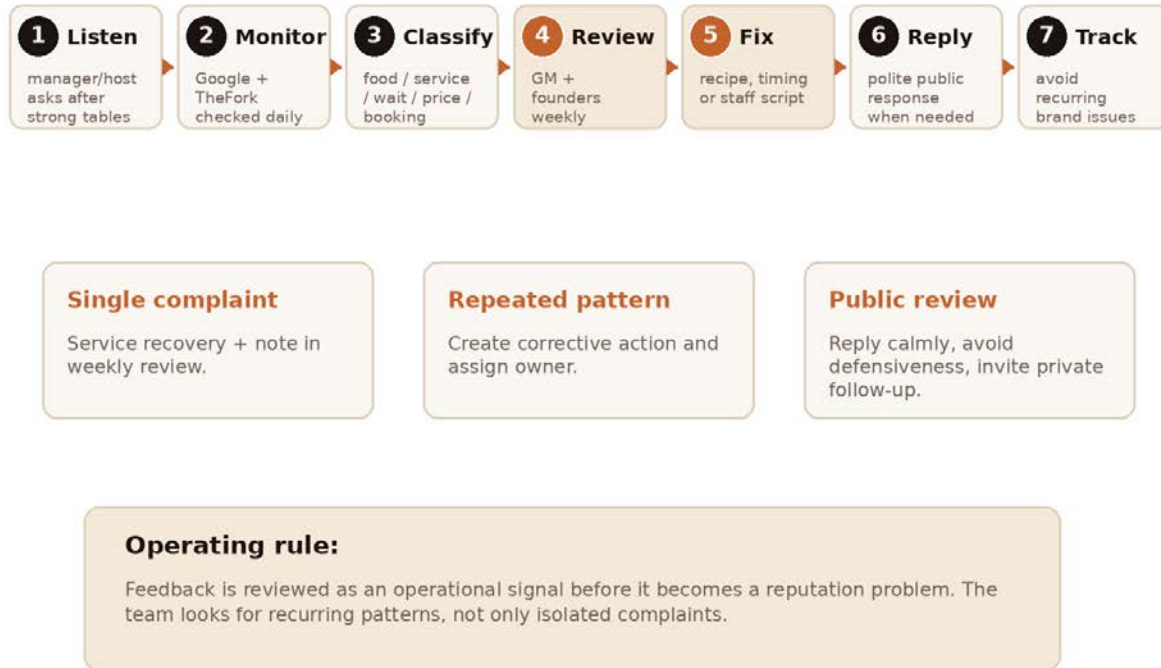 1 Listen
manager/host
asks after
strong tables
2 Monitor
Google +
TheFork
checked daily
3 Classify
food / service
/ wait / price /
booking
4 Review
GM +
founders
weekly
5 Fix
recipe, timing
or staff script
6 Reply
polite public
response
when needed
7 Track
avoid
recurring
brand issues
Single complaint
Service recovery + note in
weekly review.
Repeated pattern
Create corrective action and
assign owner.
Public review
Reply calmly, avoid
defensiveness, invite private
follow-up.
Operating rule:
Feedback is reviewed as an operational signal before it becomes a reputation problem. The
team looks for recurring patterns, not only isolated complaints.